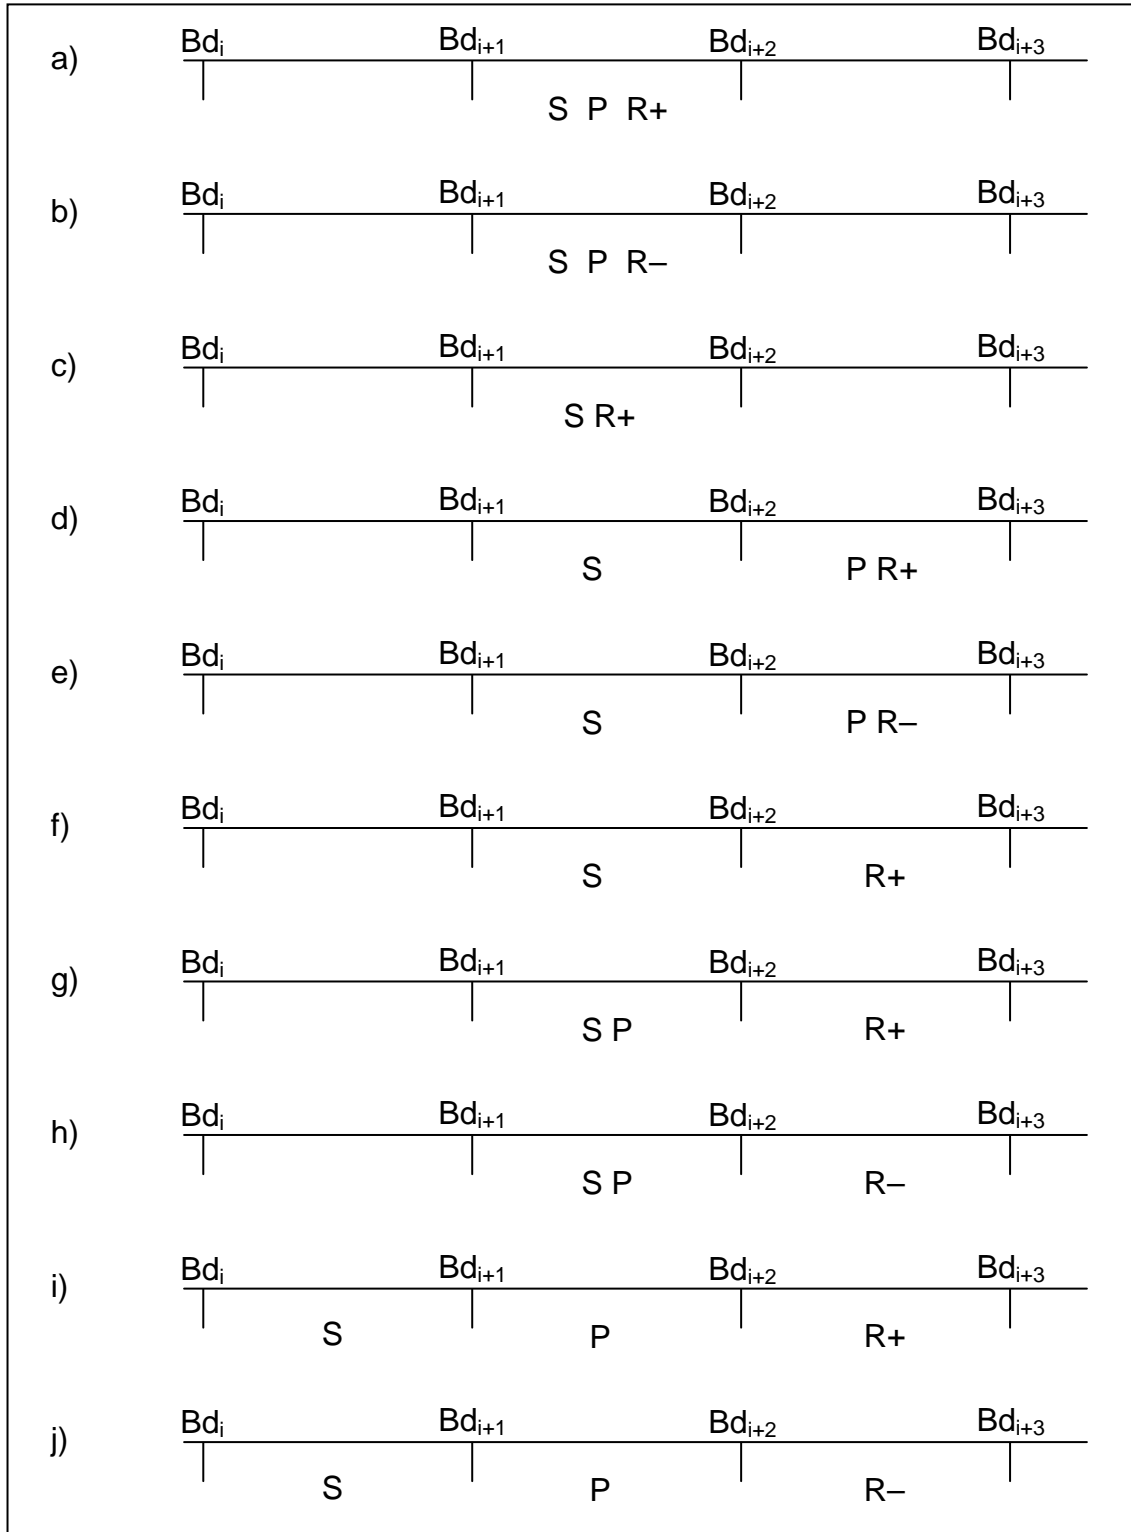 a) Bdᵢ Bdᵢ₊₁ Bdᵢ₊₂ Bdᵢ₊₃
S P R+
b) Bdᵢ Bdᵢ₊₁ Bdᵢ₊₂ Bdᵢ₊₃
S P R–
c) Bdᵢ Bdᵢ₊₁ Bdᵢ₊₂ Bdᵢ₊₃
S R+
d) Bdᵢ Bdᵢ₊₁ Bdᵢ₊₂ Bdᵢ₊₃
S P R+
e) Bdᵢ Bdᵢ₊₁ Bdᵢ₊₂ Bdᵢ₊₃
S P R–
f) Bdᵢ Bdᵢ₊₁ Bdᵢ₊₂ Bdᵢ₊₃
S R+
g) Bdᵢ Bdᵢ₊₁ Bdᵢ₊₂ Bdᵢ₊₃
S P R+
h) Bdᵢ Bdᵢ₊₁ Bdᵢ₊₂ Bdᵢ₊₃
S P R–
i) Bdᵢ Bdᵢ₊₁ Bdᵢ₊₂ Bdᵢ₊₃
S P R+
j) Bdᵢ Bdᵢ₊₁ Bdᵢ₊₂ Bdᵢ₊₃
S P R–